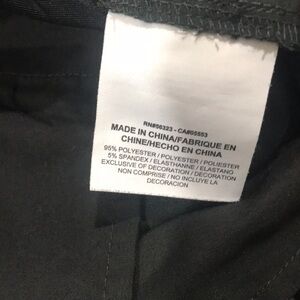 RN#56323 - CA#05553
MADE IN CHINA/FABRIQUE EN
CHINE/HECHO EN CHINA
95% POLYESTER / POLYESTER / POLIESTER
5% SPANDEX / ELASTHANNE / ELASTANO
EXCLUSIVE OF DECORATION / DECORATION
NON COMPRISE / NO INCLUYE LA
DECORACION